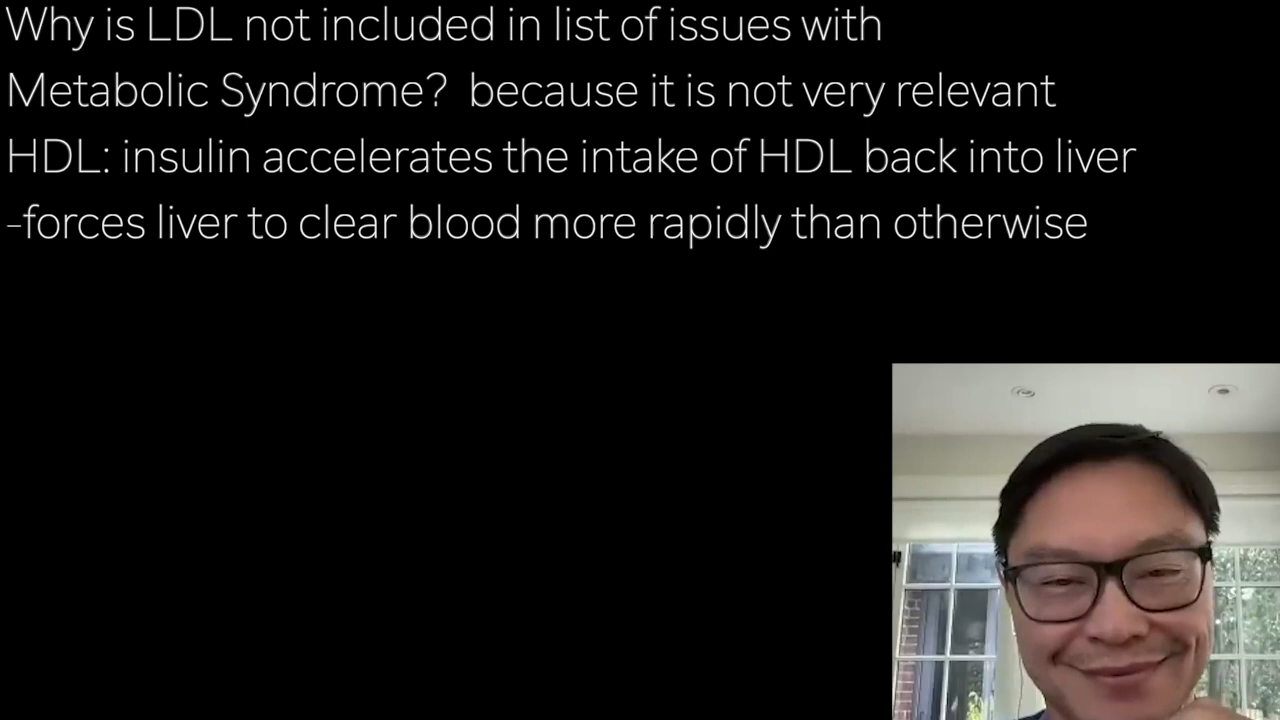 Why is LDL not included in list of issues with
Metabolic Syndrome?  because it is not very relevant
HDL: insulin accelerates the intake of HDL back into liver
-forces liver to clear blood more rapidly than otherwise